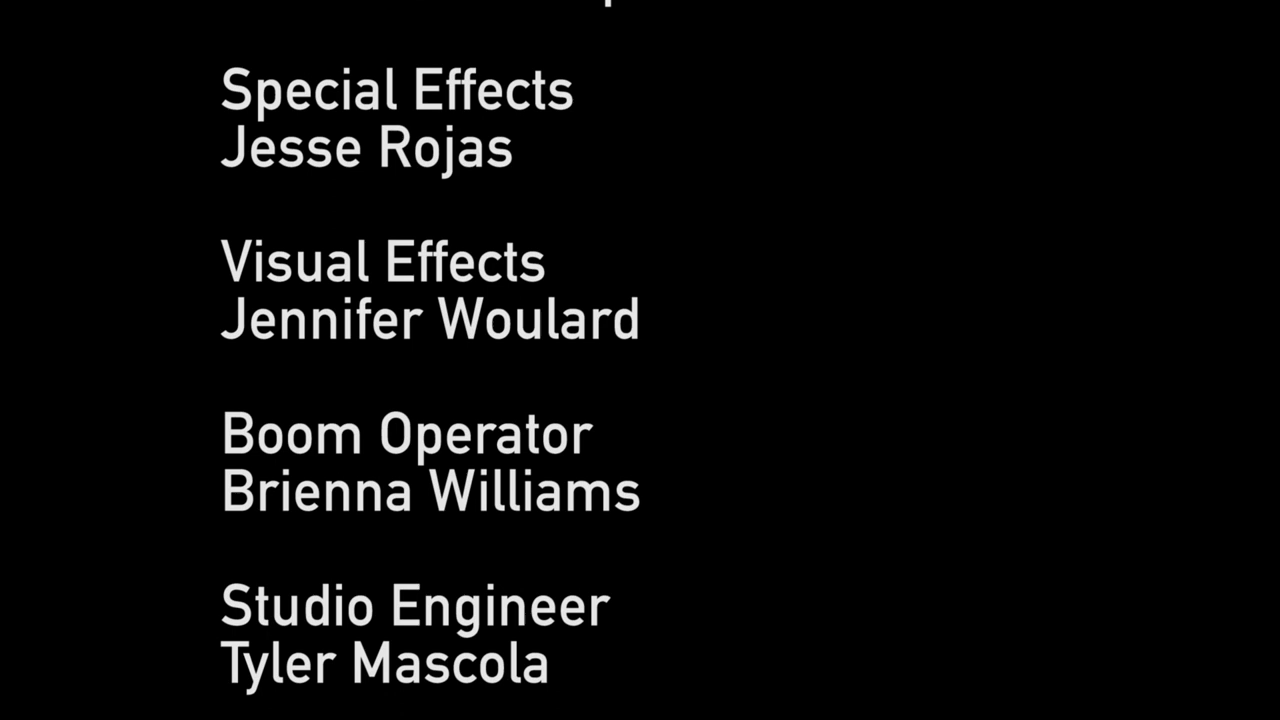 Special Effects
Jesse Rojas
Visual Effects
Jennifer Woulard
Boom Operator
Brienna Williams
Studio Engineer
Tyler Mascola